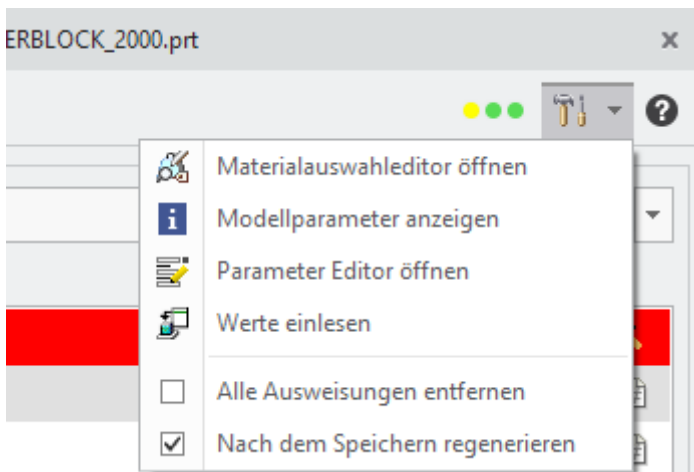 ERBLOCK_2000.prt
Materialauswahleditor öffnen
Modellparameter anzeigen
Parameter Editor öffnen
Werte einlesen
Alle Ausweisungen entfernen
Nach dem Speichern regenerieren